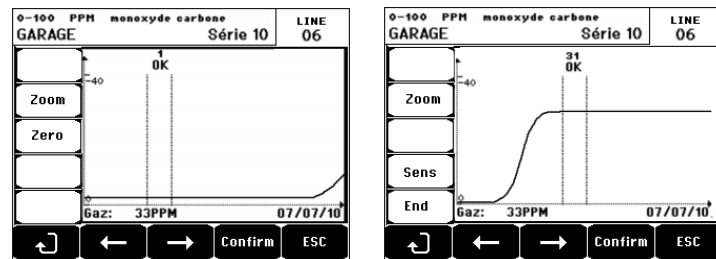 0-100 PPM monoxyde carbone
LINE
GARAGE
Série 10
06
1
OK
40
Zoom
Zero
0
Gaz: 33PPM
07/07/10
Confirm
ESC
0-100 PPM monoxyde carbone
LINE
GARAGE
Série 10
06
31
OK
40
Zoom
Sens
End
0
Gaz: 33PPM
07/07/10
Confirm
ESC